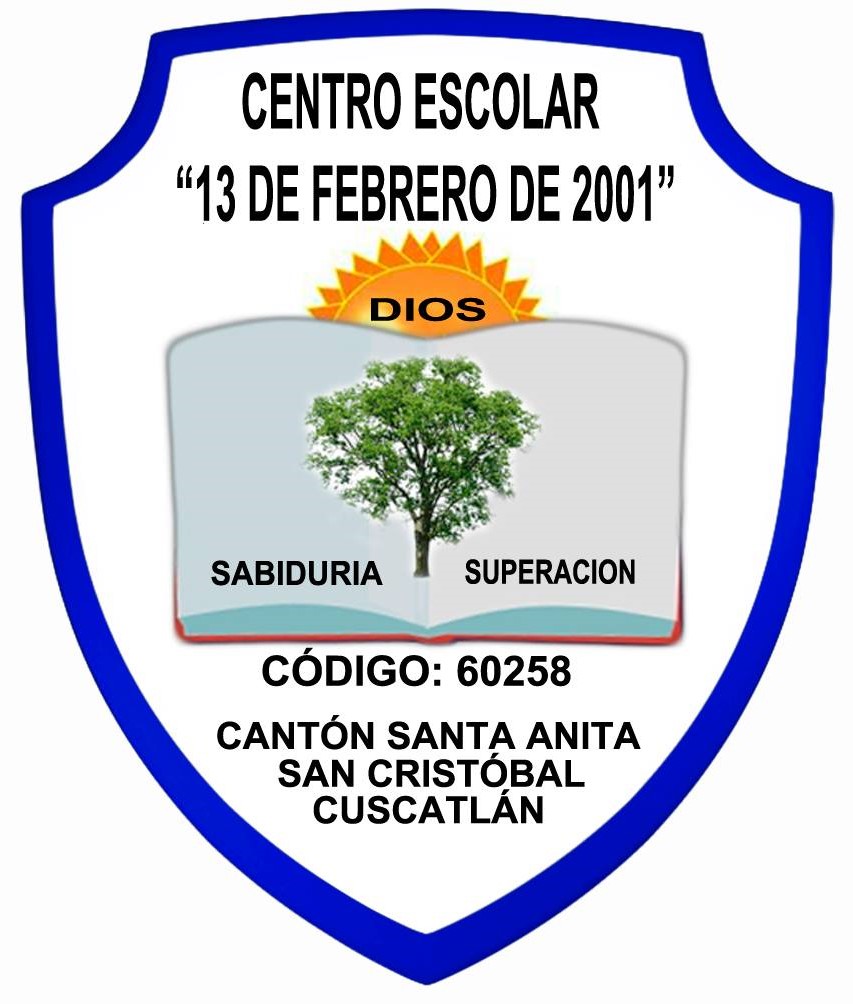 CENTRO ESCOLAR
“13 DE FEBRERO DE 2001”
DIOS
SABIDURIA SUPERACION
CÓDIGO: 60258
CANTÓN SANTA ANITA
SAN CRISTÓBAL
CUSCATLÁN